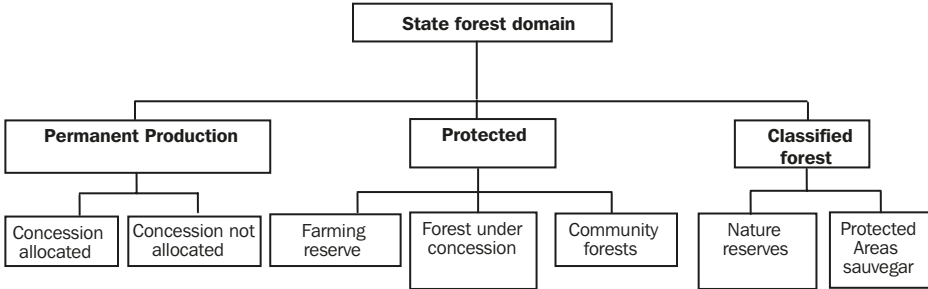 State forest domain
Permanent Production
Protected
Classified
forest
Concession
allocated
Concession not
allocated
Farming
reserve
Forest under
concession
Community
forests
Nature
reserves
Protected
Areas
sauvegar